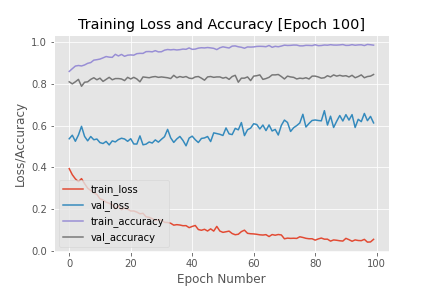 Training Loss and Accuracy [Epoch 100]
1.0
0.8
0.6
0.4
0.2
0.0
Loss/Accuracy
train_loss
val_loss
train_accuracy
val_accuracy
0 20 40 60 80 100
Epoch Number